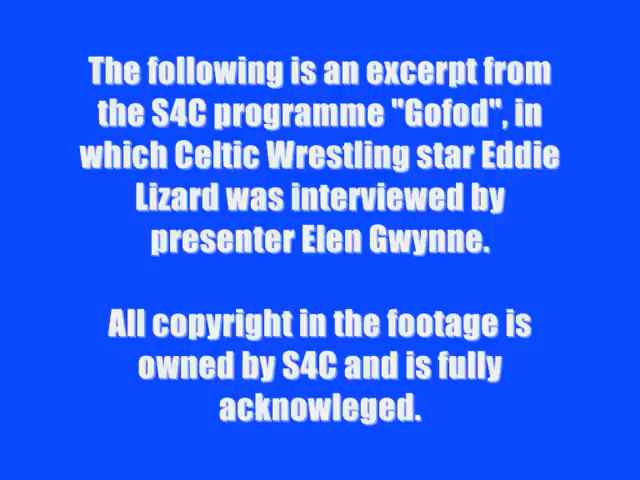 The following is an excerpt from
the S4C programme "Gofod", in
which Celtic Wrestling star Eddie
Lizard was interviewed by
presenter Elen Gwynne.
All copyright in the footage is
owned by S4C and is fully
acknowleged.